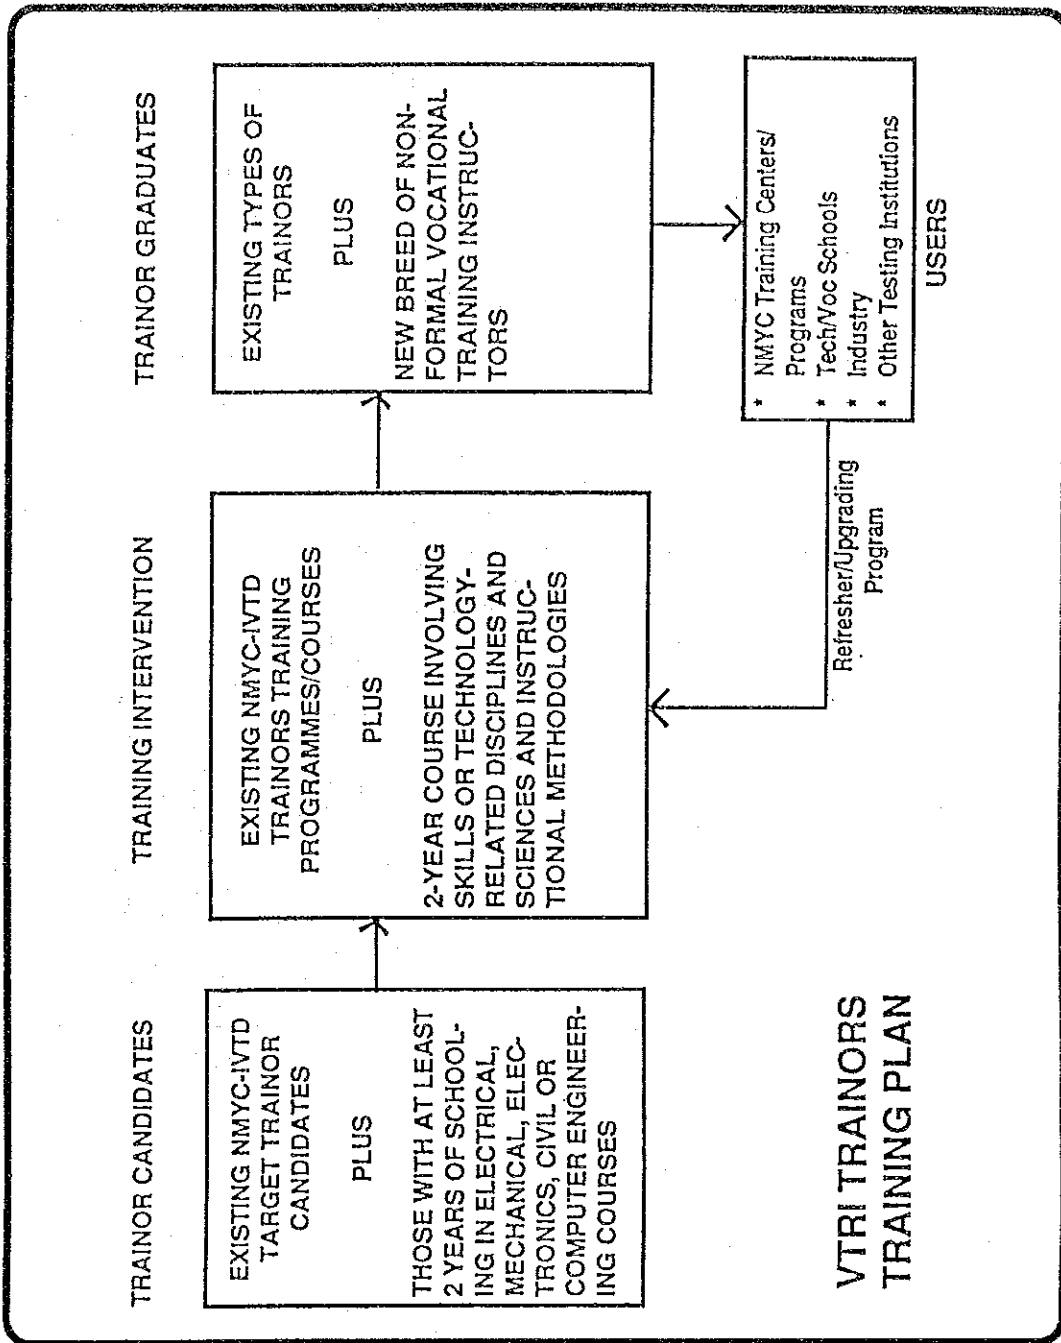 TRAINOR CANDIDATES
EXISTING NMYC-IVTD
TARGET TRAINOR
CANDIDATES
PLUS
THOSE WITH AT LEAST
2 YEARS OF SCHOOL-
ING IN ELECTRICAL,
MECHANICAL, ELEC-
TRONICS, CIVIL OR
COMPUTER ENGINEER-
ING COURSES
TRAINING INTERVENTION
EXISTING NMYC-IVTD
TRAINORS TRAINING
PROGRAMMES/COURSES
PLUS
2-YEAR COURSE INVOLVING
SKILLS OR TECHNOLOGY-
RELATED DISCIPLINES AND
SCIENCES AND INSTRUC-
TIONAL METHODOLOGIES
TRAINOR GRADUATES
EXISTING TYPES OF
TRAINORS
PLUS
NEW BREED OF NON-
FORMAL VOCATIONAL
TRAINING INSTRUC-
TORS
Refresher/Upgrading
Program
* NMYC Training Centers/
Programs
* Tech/Voc Schools
* Industry
* Other Testing Institutions
USERS
VTRI TRAINORS
TRAINING PLAN